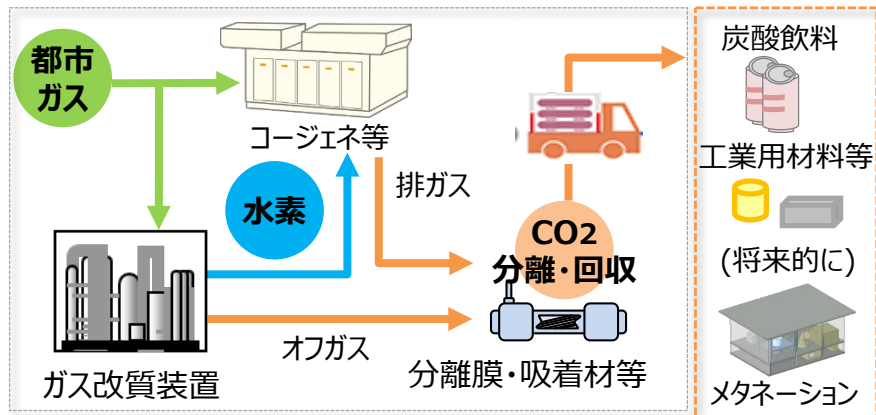 都市
ガス
コージェネ等
水素
排ガス
CO2
分離・回収
オフガス
ガス改質装置
分離膜・吸着材等
炭酸飲料
工業用材料等
(将来的に)
メタネーション